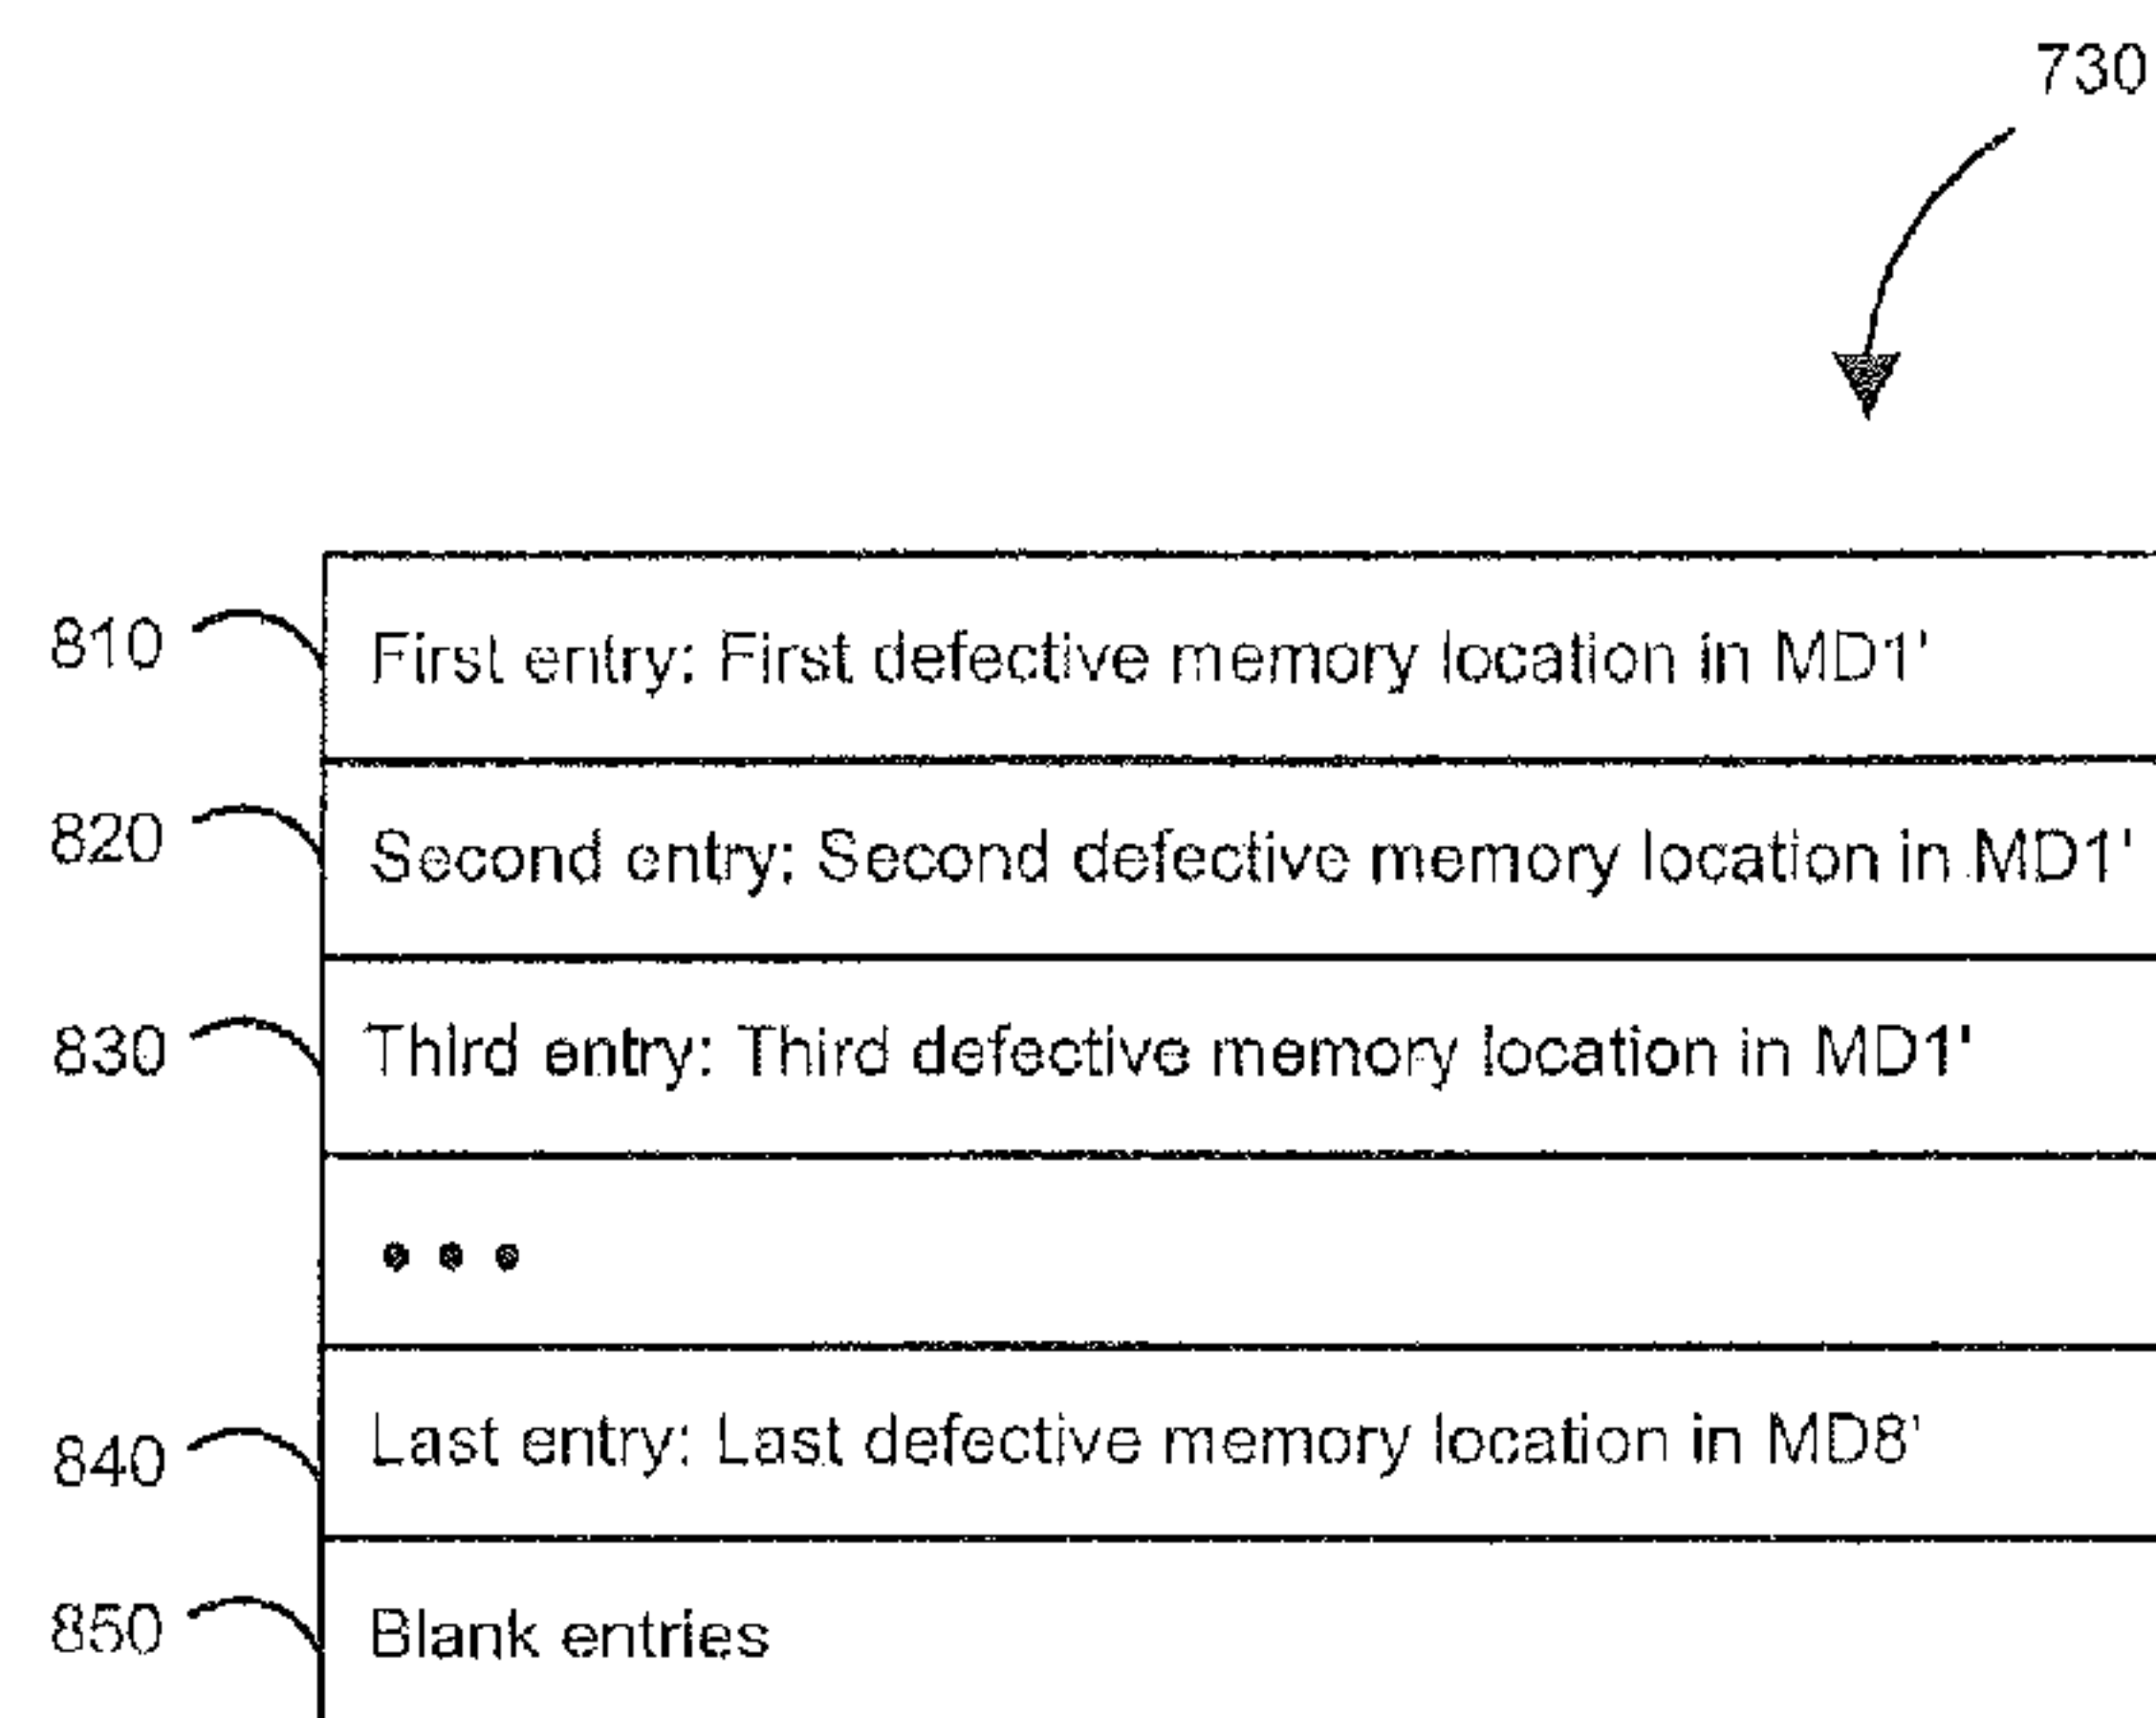 730
810 First entry: First defective memory location in MD1'
820 Second entry: Second defective memory location in MD1'
830 Third entry: Third defective memory location in MD1'
• • •
840 Last entry: Last defective memory location in MD8'
850 Blank entries